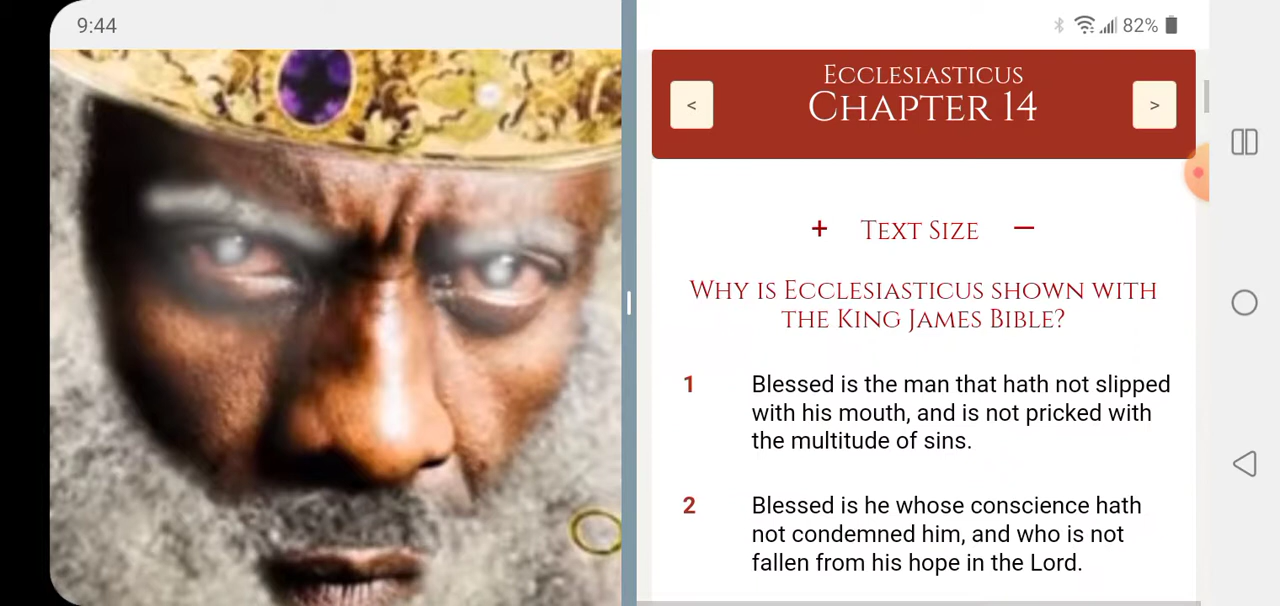 9:44
82%
Ecclesiasticus
Chapter 14
<
>
+ Text Size −
Why is Ecclesiasticus shown with
the King James Bible?
1 Blessed is the man that hath not slipped
with his mouth, and is not pricked with
the multitude of sins.
2 Blessed is he whose conscience hath
not condemned him, and who is not
fallen from his hope in the Lord.